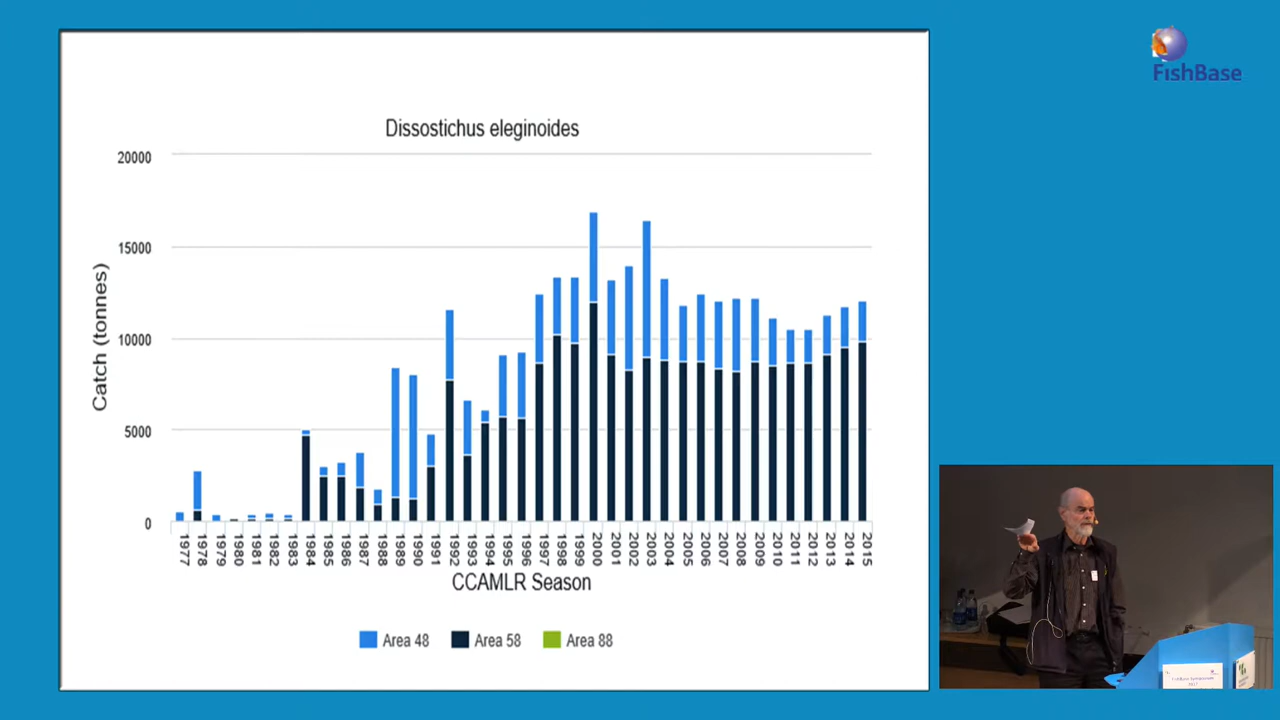 FishBase
Dissostichus eleginoides
20000
15000
10000
5000
0
Catch (tonnes)
1977 1978 1979 1980 1981 1982 1983 1984 1985 1986 1987 1988 1989 1990 1991 1992 1993 1994 1995 1996 1997 1998 1999 2000 2001 2002 2003 2004 2005 2006 2007 2008 2009 2010 2011 2012 2013 2014 2015
CCAMLR Season
Area 48 Area 58 Area 88
FishBase Symposium
2017